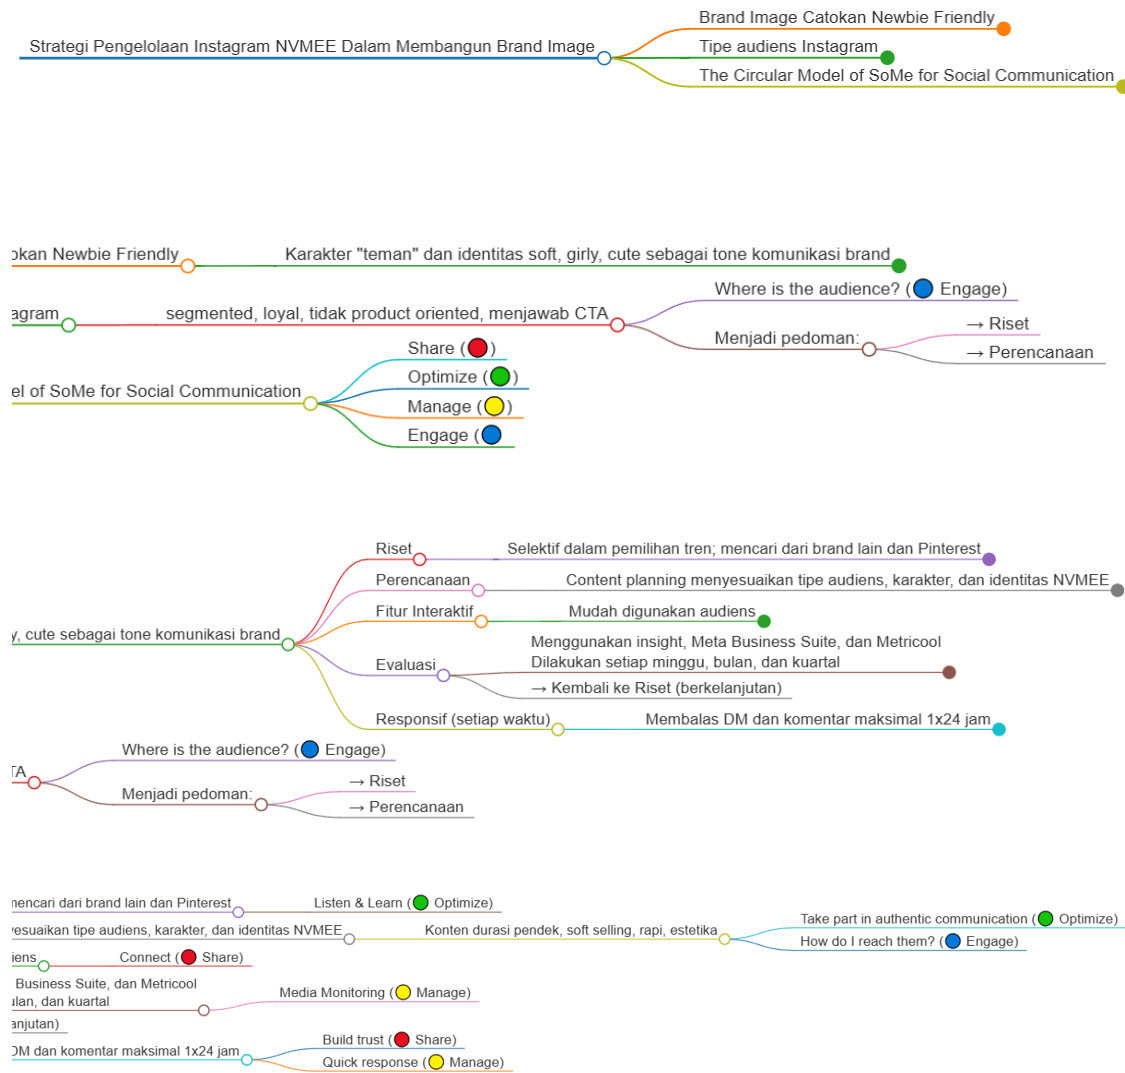 Strategi Pengelolaan Instagram NVMEE Dalam Membangun Brand Image
Brand Image Catokan Newbie Friendly
Tipe audiens Instagram
The Circular Model of SoMe for Social Communication
okan Newbie Friendly
Karakter "teman" dan identitas soft, girly, cute sebagai tone komunikasi brand
agram
segmented, loyal, tidak product oriented, menjawab CTA
Where is the audience? (🔵 Engage)
Menjadi pedoman:
→ Riset
→ Perencanaan
el of SoMe for Social Communication
Share (🔴)
Optimize (🟢)
Manage (🟡)
Engage (🔵
y, cute sebagai tone komunikasi brand
Riset
Selektif dalam pemilihan tren; mencari dari brand lain dan Pinterest
Perencanaan
Content planning menyesuaikan tipe audiens, karakter, dan identitas NVMEE
Fitur Interaktif
Mudah digunakan audiens
Evaluasi
Menggunakan insight, Meta Business Suite, dan Metricool
Dilakukan setiap minggu, bulan, dan kuartal
→ Kembali ke Riset (berkelanjutan)
Responsif (setiap waktu)
Membalas DM dan komentar maksimal 1x24 jam
TA
Where is the audience? (🔵 Engage)
Menjadi pedoman:
→ Riset
→ Perencanaan
mencari dari brand lain dan Pinterest
Listen & Learn (🟢 Optimize)
yesuaikan tipe audiens, karakter, dan identitas NVMEE
Konten durasi pendek, soft selling, rapi, estetika
Take part in authentic communication (🟢 Optimize)
How do I reach them? (🔵 Engage)
iens
Connect (🔴 Share)
Business Suite, dan Metricool
ulan, dan kuartal
Media Monitoring (🟡 Manage)
anjutan)
DM dan komentar maksimal 1x24 jam
Build trust (🔴 Share)
Quick response (🟡 Manage)